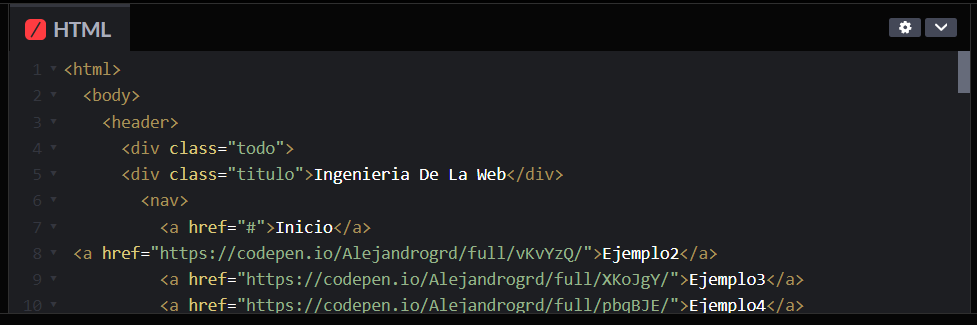 HTML
1 <html>
2 <body>
3 <header>
4 <div class="todo">
5 <div class="titulo">Ingenieria De La Web</div>
6 <nav>
7 <a href="#">Inicio</a>
8 <a href="https://codepen.io/Alejandrogrd/full/vKvYzQ/">Ejemplo2</a>
9 <a href="https://codepen.io/Alejandrogrd/full/XKoJgY/">Ejemplo3</a>
10 <a href="https://codepen.io/Alejandrogrd/full/pbqBJE/">Ejemplo4</a>